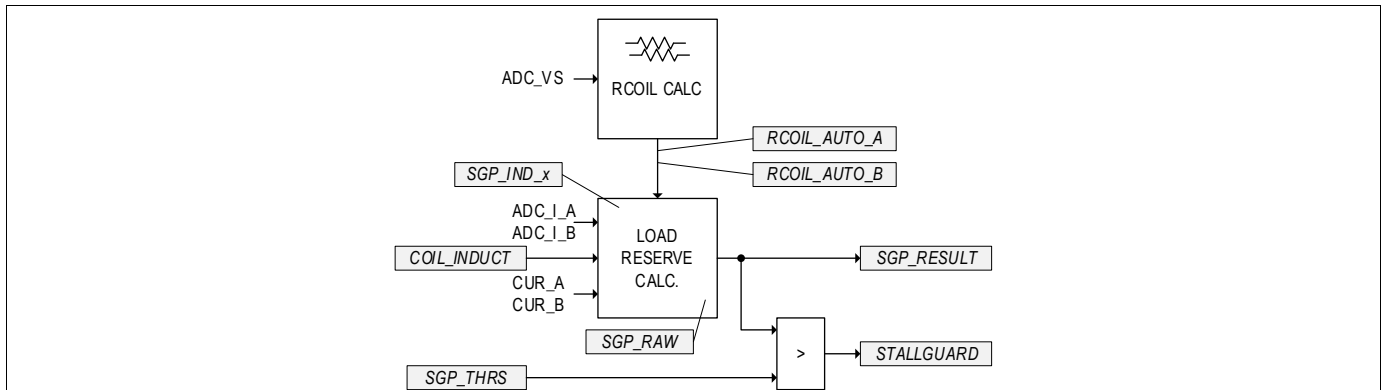 ADC_VS
RCOIL CALC
RCOIL_AUTO_A
RCOIL_AUTO_B
SGP_IND_x
ADC_I_A
ADC_I_B
COIL_INDUCT
CUR_A
CUR_B
LOAD
RESERVE
CALC.
SGP_RESULT
SGP_RAW
>
STALLGUARD
SGP_THRS